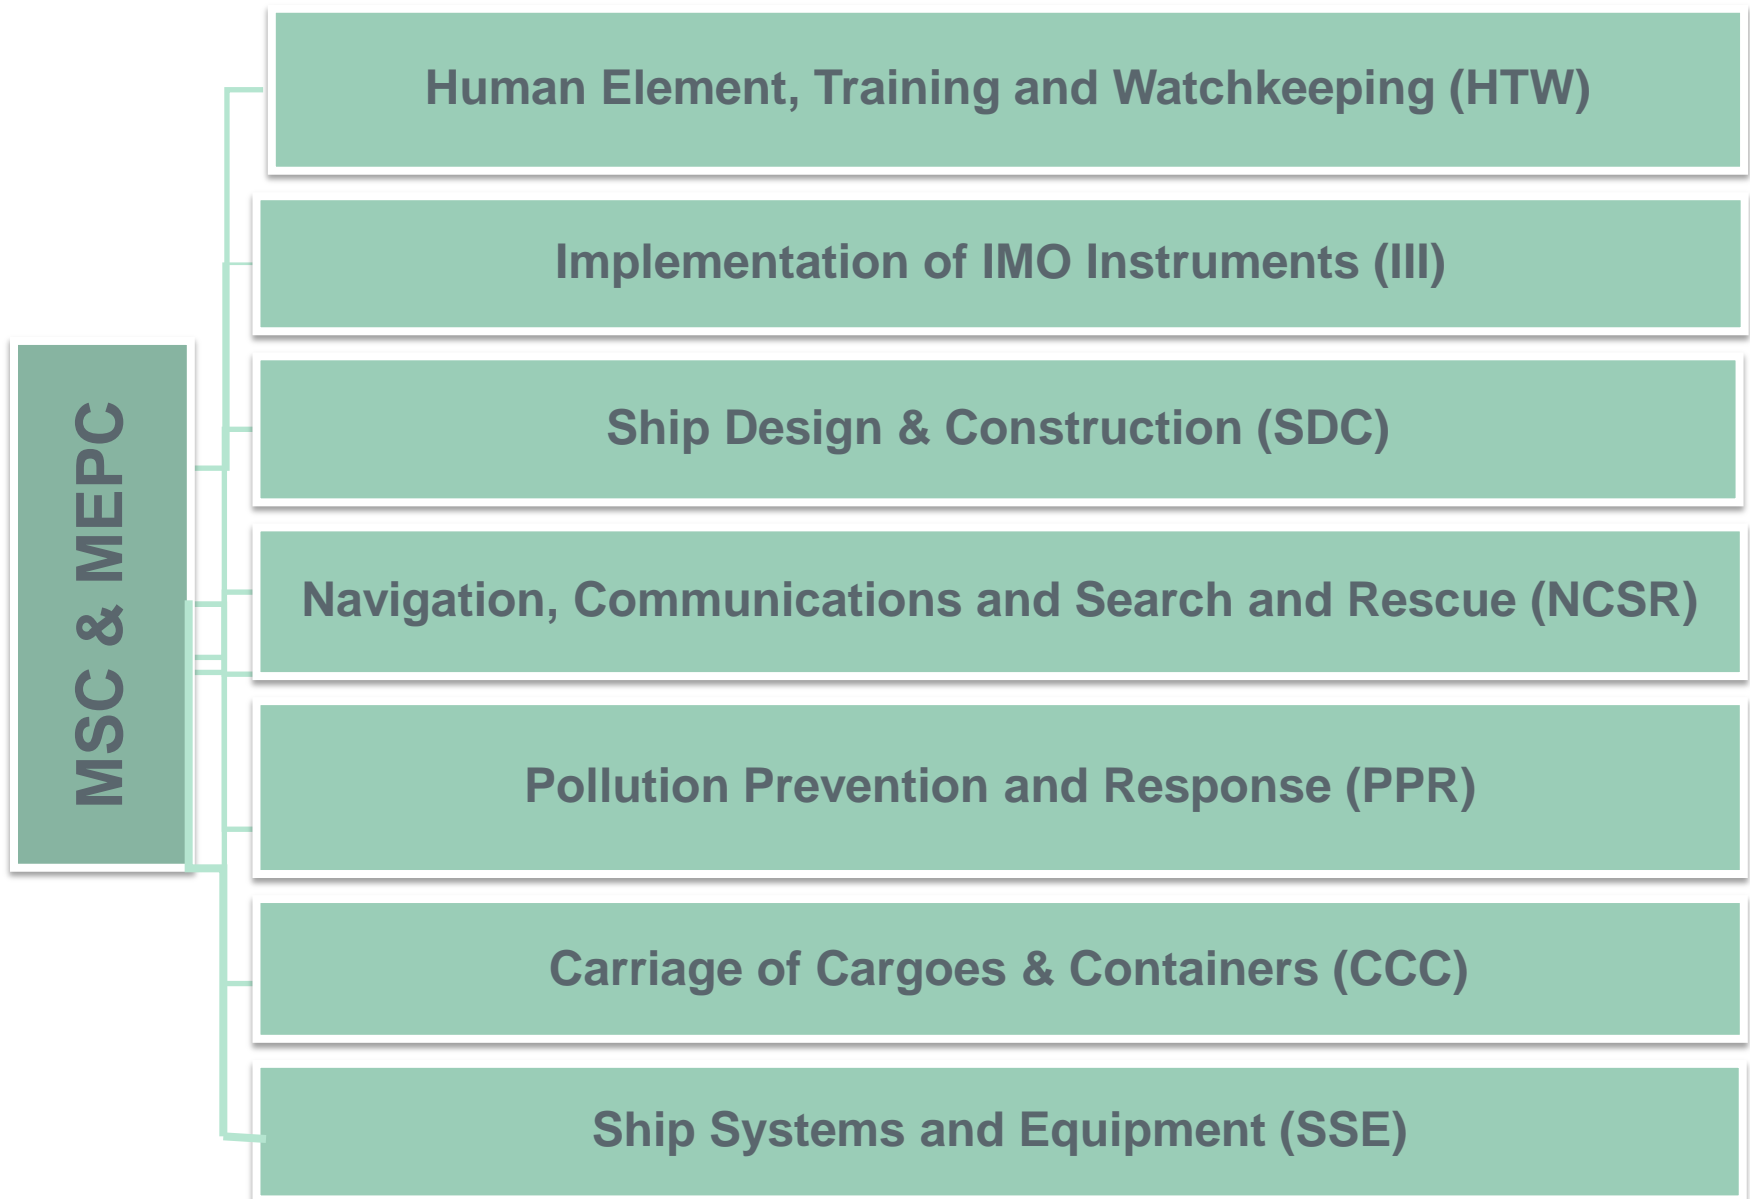 Human Element, Training and Watchkeeping (HTW)
Implementation of IMO Instruments (III)
Ship Design & Construction (SDC)
MSC & MEPC
Navigation, Communications and Search and Rescue (NCSR)
Pollution Prevention and Response (PPR)
Carriage of Cargoes & Containers (CCC)
Ship Systems and Equipment (SSE)